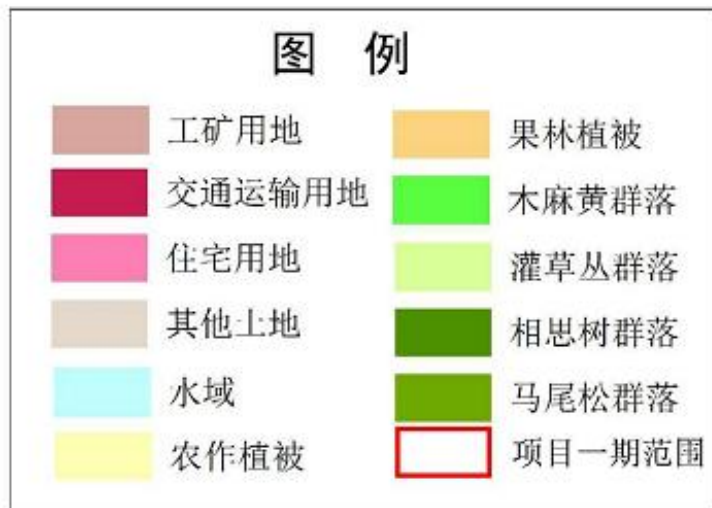 图 例
工矿用地
交通运输用地
住宅用地
其他土地
水域
农作植被
果林植被
木麻黄群落
灌草丛群落
相思树群落
马尾松群落
项目一期范围